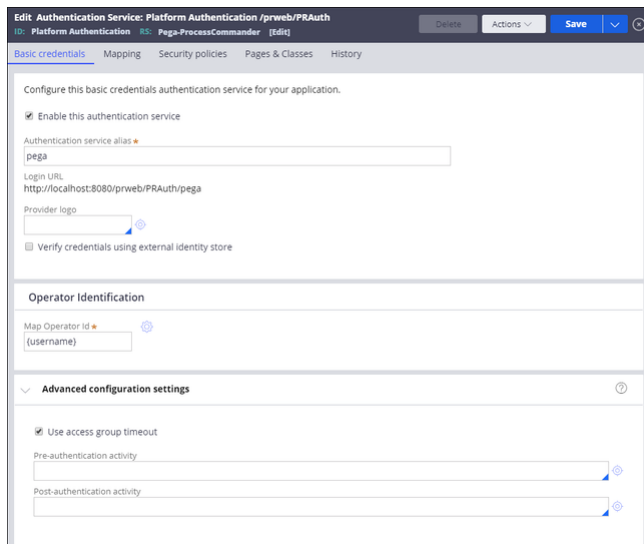 Edit Authentication Service: Platform Authentication /prweb/PRAuth
ID: Platform Authentication RS: Pega-ProcessCommander [Edit]
Delete Actions Save
Basic credentials Mapping Security policies Pages & Classes History
Configure this basic credentials authentication service for your application.
Enable this authentication service
Authentication service alias ★
pega
Login URL
http://localhost:8080/prweb/PRAuth/pega
Provider logo
Verify credentials using external identity store
Operator Identification
Map Operator Id ★
{username}
Advanced configuration settings ?
Use access group timeout
Pre-authentication activity
Post-authentication activity